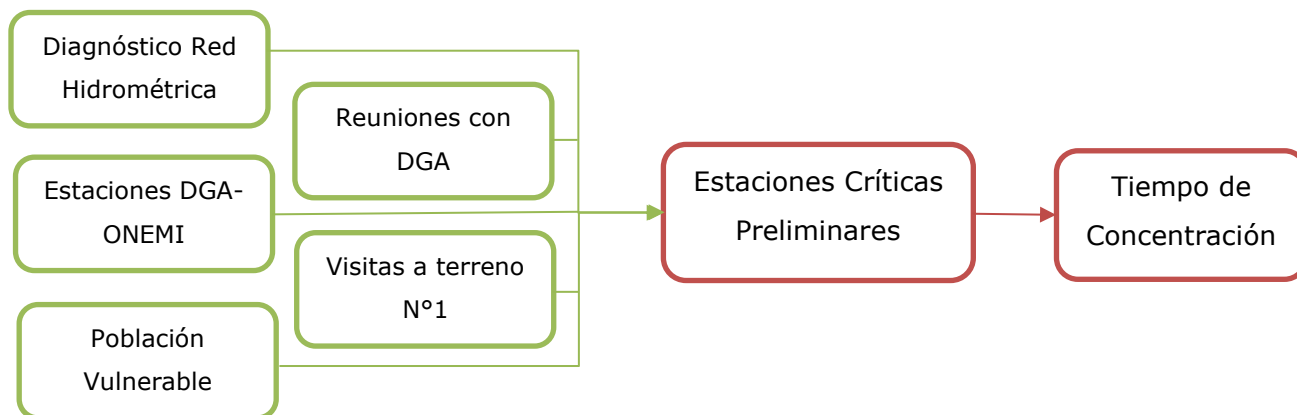 Diagnóstico Red
Hidrométrica
Reuniones con
DGA
Estaciones DGA-
ONEMI
Visitas a terreno
N°1
Población
Vulnerable
Estaciones Críticas
Preliminares
Tiempo de
Concentración